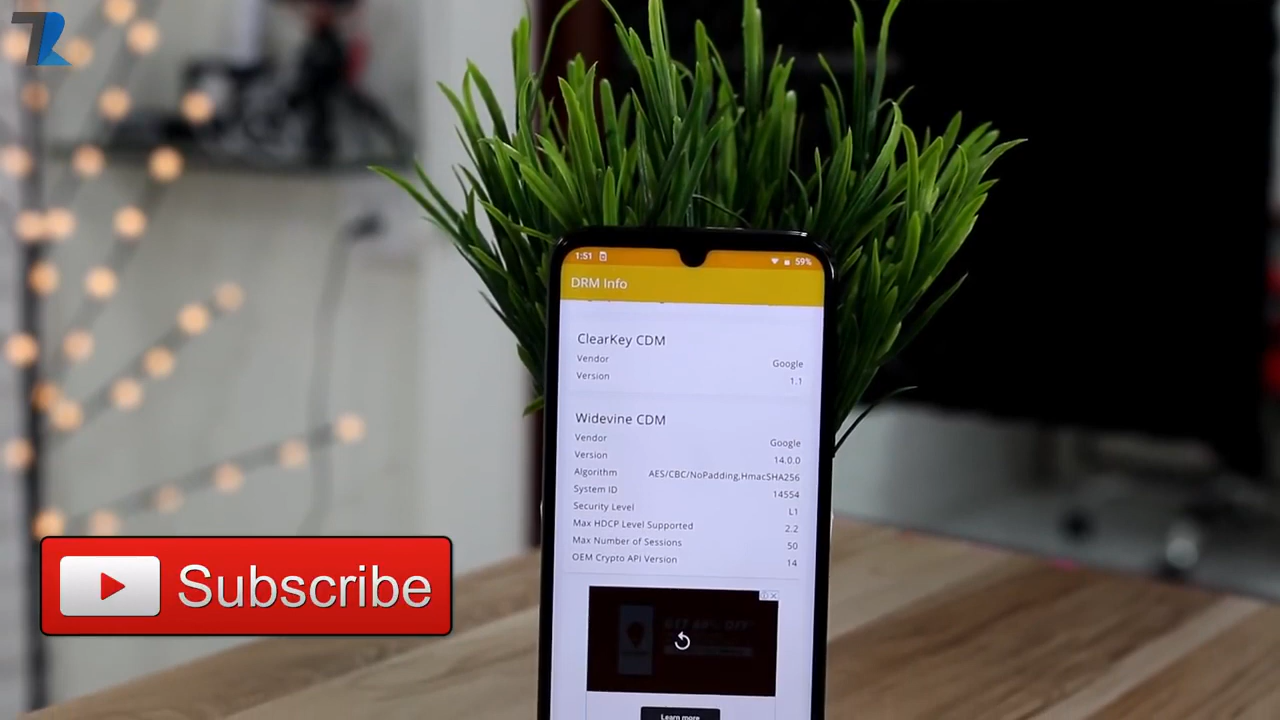 TR
1:51
59%
DRM Info
ClearKey CDM
Vendor Google
Version 1.1
Widevine CDM
Vendor Google
Version 14.0.0
Algorithm AES/CBC/NoPadding,HmacSHA256
System ID 14554
Security Level L1
Max HDCP Level Supported 2.2
Max Number of Sessions 50
OEM Crypto API Version 14
Learn more
Subscribe